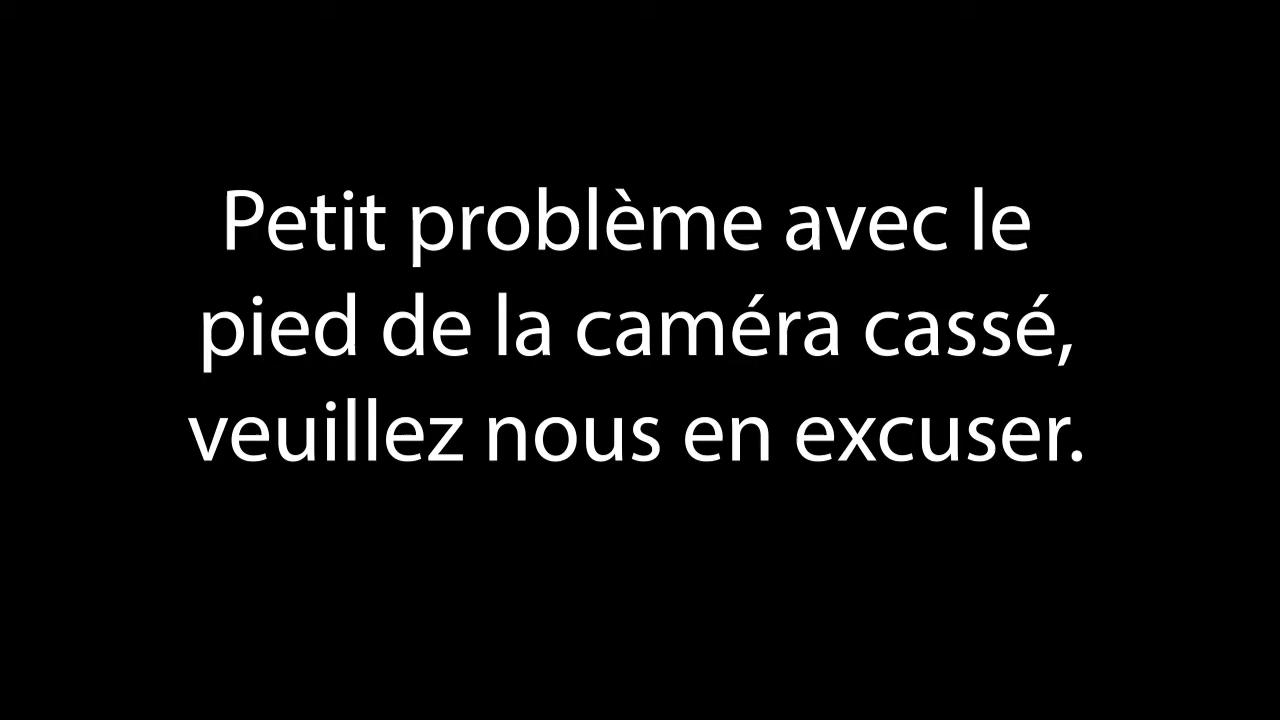 Petit problème avec le
pied de la caméra cassé,
veuillez nous en excuser.